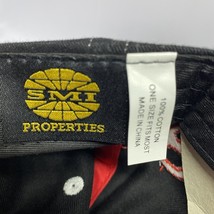 SMI
PROPERTIES
100% COTTON
ONE SIZE FITS MOST
MADE IN CHINA